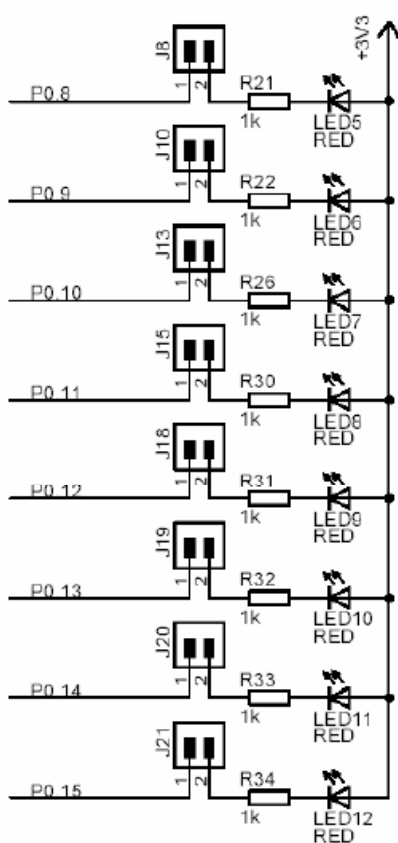 +3V3
J8
1 2
P0.8
R21
1k
LED5
RED
J10
1 2
P0.9
R22
1k
LED6
RED
J13
1 2
P0.10
R26
1k
LED7
RED
J15
1 2
P0.11
R30
1k
LED8
RED
J18
1 2
P0.12
R31
1k
LED9
RED
J19
1 2
P0.13
R32
1k
LED10
RED
J20
1 2
P0.14
R33
1k
LED11
RED
J21
1 2
P0.15
R34
1k
LED12
RED